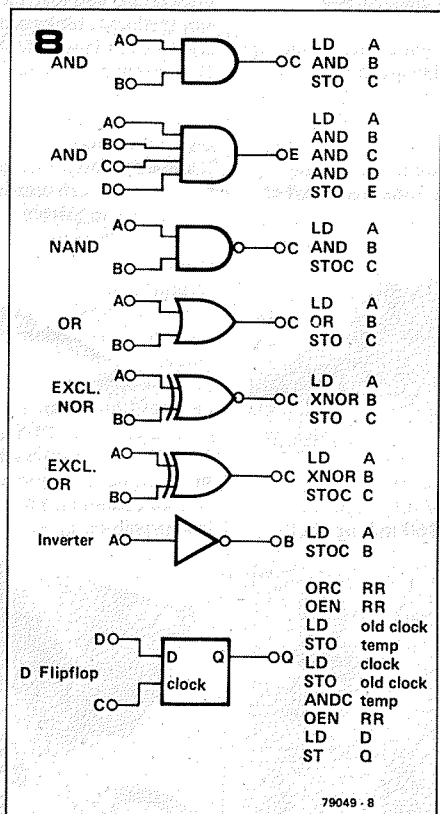 8
AND A B C
LD A
AND B
STO C
AND A B C D E
LD A
AND B
AND C
AND D
STO E
NAND A B C
LD A
AND B
STOC C
OR A B C
LD A
OR B
STO C
EXCL. NOR A B C
LD A
XNOR B
STO C
EXCL. OR A B C
LD A
XNOR B
STOC C
Inverter A B
LD A
STOC B
D Flipflop D C D Q clock Q
ORC RR
OEN RR
LD old clock
STO temp
LD clock
STO old clock
ANDC temp
OEN RR
LD D
ST Q
79049 - 8